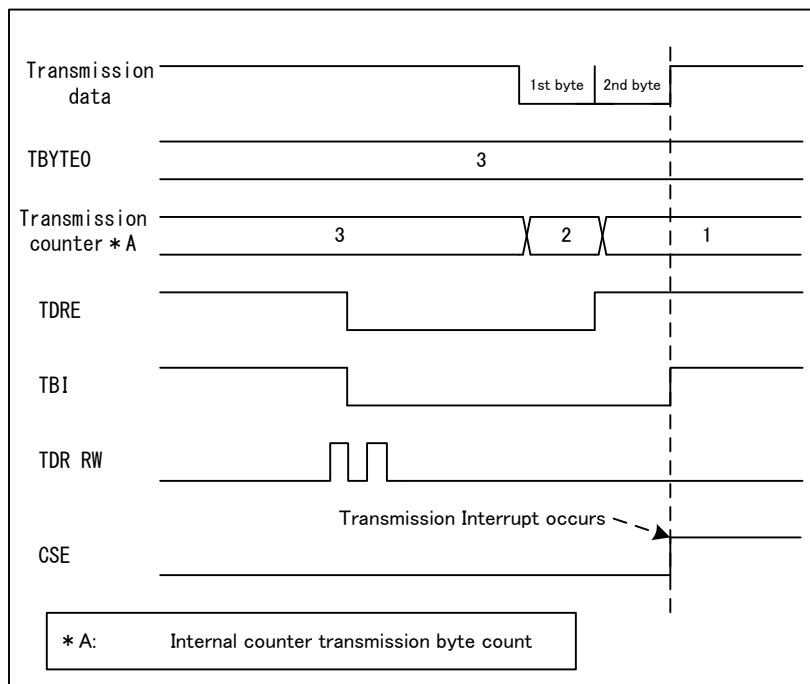 Transmission
data
1st byte
2nd byte
TBYTE0
3
Transmission
counter * A
3
2
1
TDRE
TBI
TDR RW
Transmission Interrupt occurs
CSE
* A: Internal counter transmission byte count